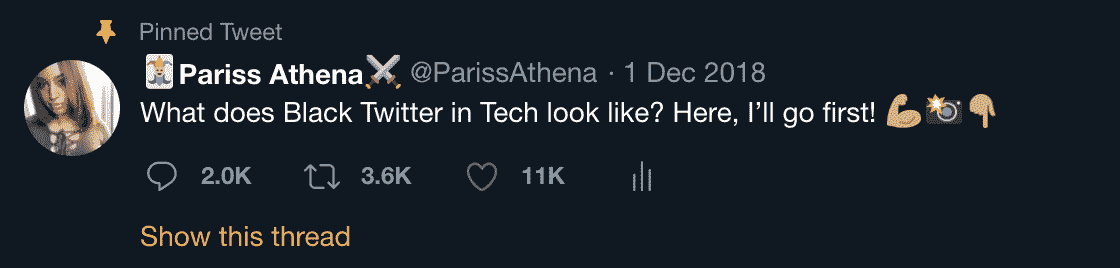 Pinned Tweet
🃏Pariss Athena⚔️ @ParissAthena · 1 Dec 2018
What does Black Twitter in Tech look like? Here, I’ll go first! 💪📸👇
2.0K 3.6K 11K
Show this thread